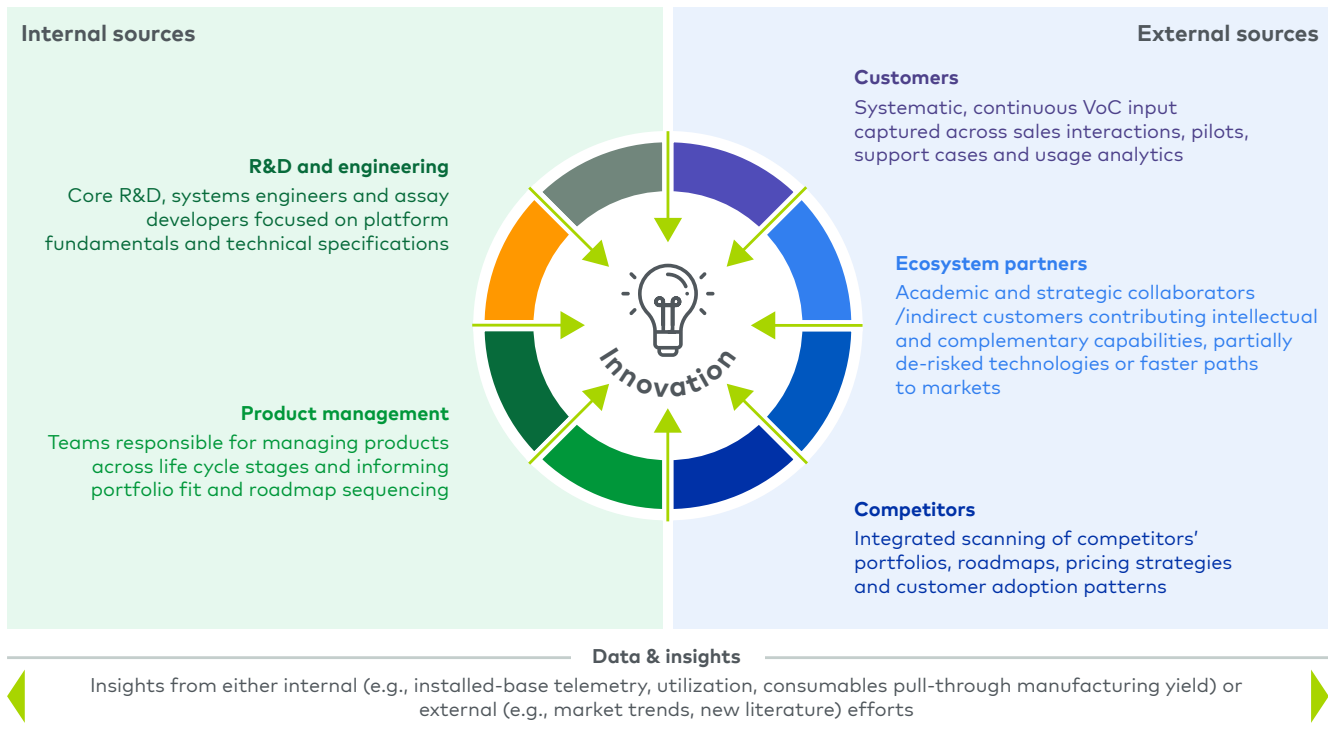 Internal sources
External sources
R&D and engineering
Core R&D, systems engineers and assay
developers focused on platform
fundamentals and technical specifications
Product management
Teams responsible for managing products
across life cycle stages and informing
portfolio fit and roadmap sequencing
Innovation
Customers
Systematic, continuous VoC input
captured across sales interactions, pilots,
support cases and usage analytics
Ecosystem partners
Academic and strategic collaborators
/indirect customers contributing intellectual
and complementary capabilities, partially
de-risked technologies or faster paths
to markets
Competitors
Integrated scanning of competitors’
portfolios, roadmaps, pricing strategies
and customer adoption patterns
Data & insights
Insights from either internal (e.g., installed-base telemetry, utilization, consumables pull-through manufacturing yield) or
external (e.g., market trends, new literature) efforts